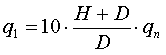 q₁ = 10 · (H + D) / D · qₙ